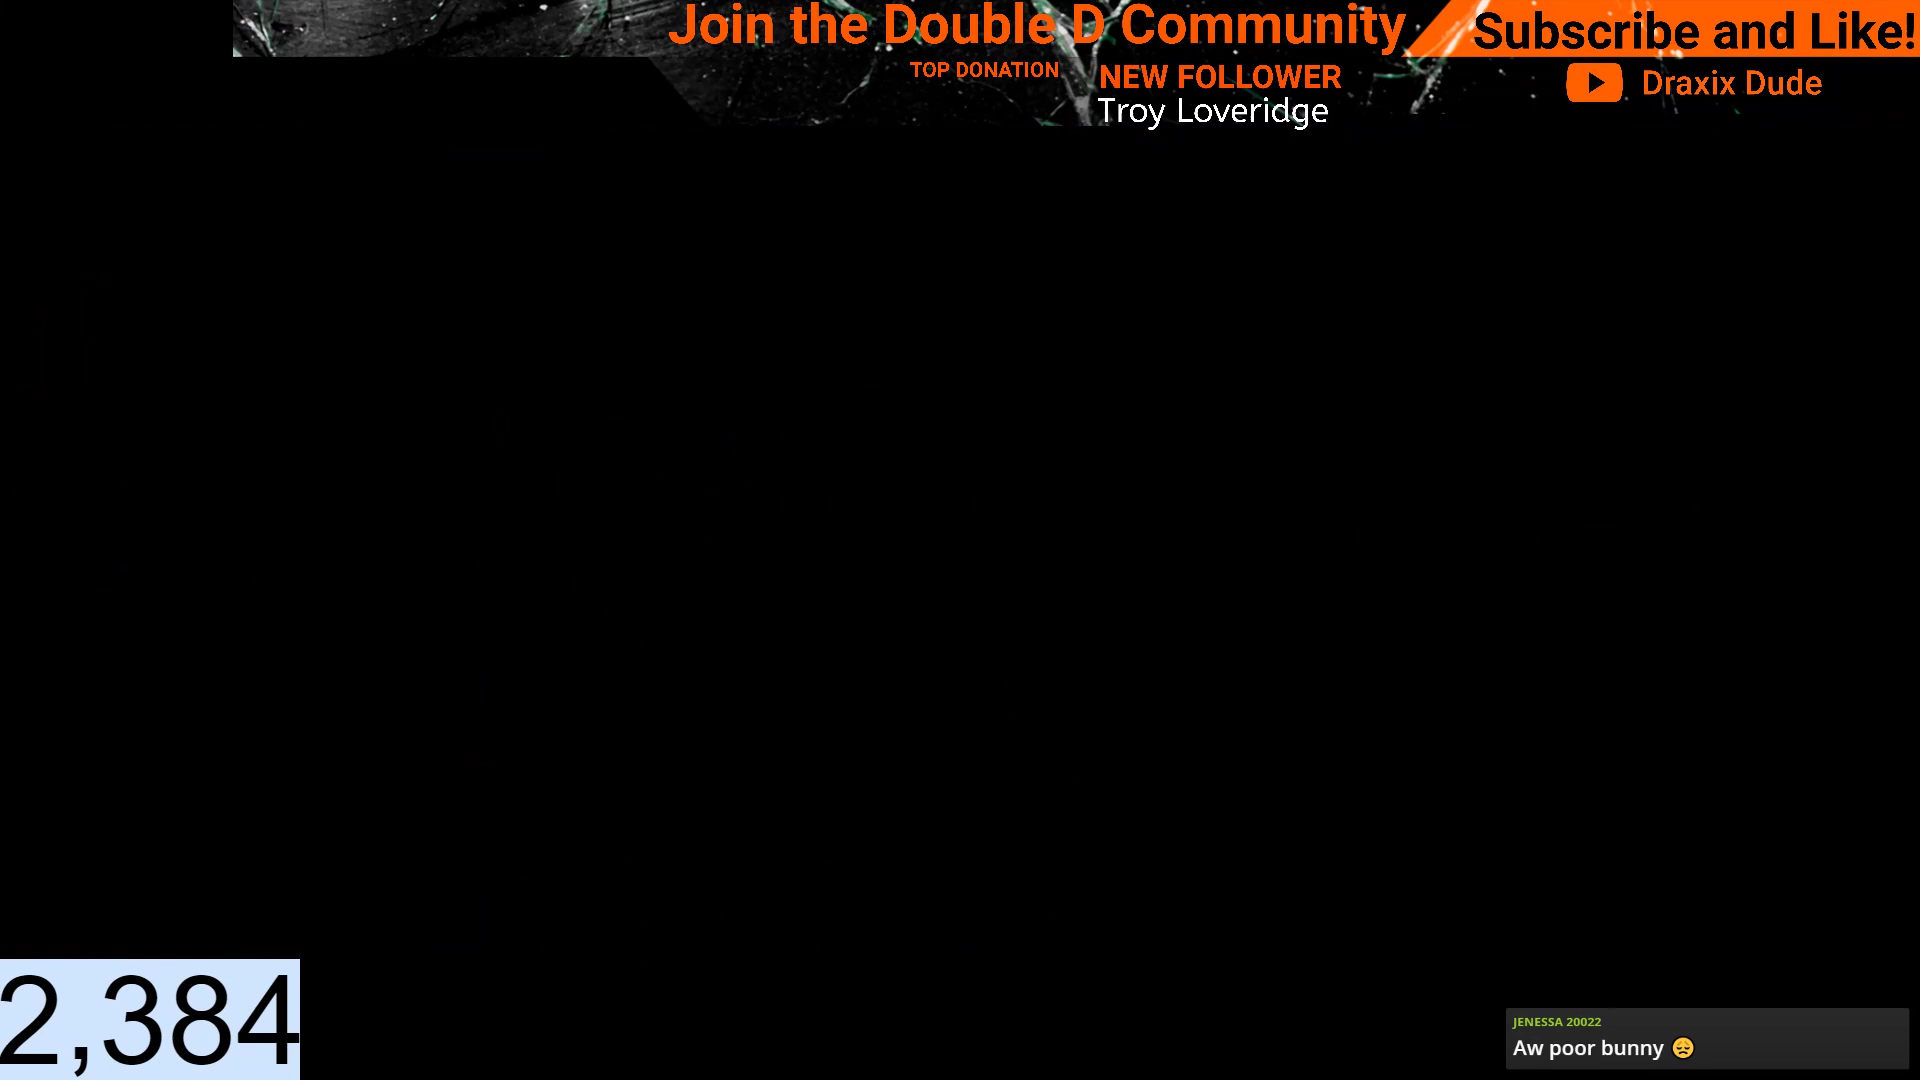 Join the Double D Community
Subscribe and Like!
TOP DONATION
NEW FOLLOWER
Draxix Dude
Troy Loveridge
2,384
JENESSA 20022
Aw poor bunny 😞